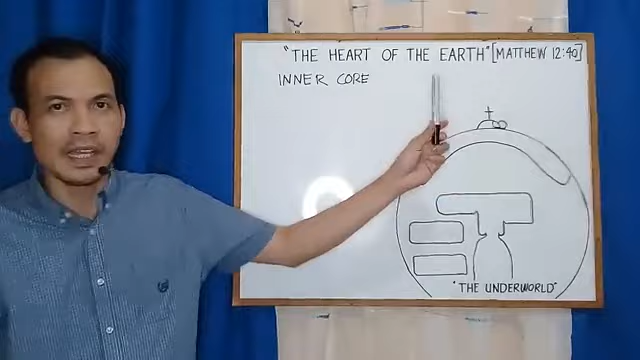 "THE HEART OF THE EARTH" [MATTHEW 12:40]
INNER CORE
"THE UNDERWORLD"